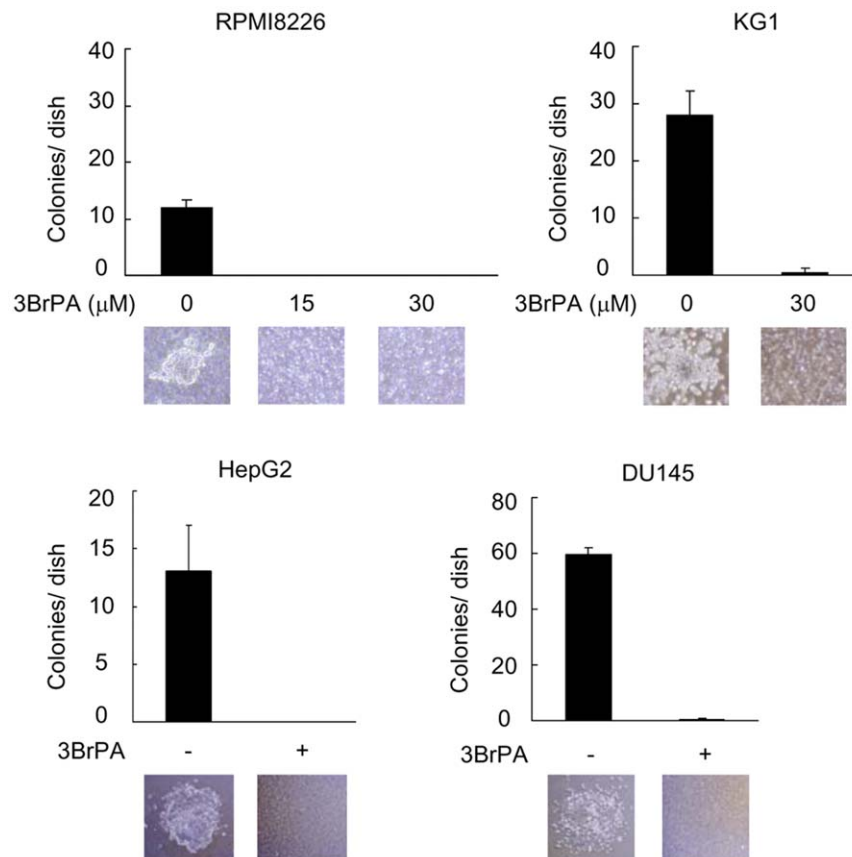 RPMI8226
Colonies/ dish
40
30
20
10
0
3BrPA (μM) 0 15 30
KG1
Colonies/ dish
40
30
20
10
0
3BrPA (μM) 0 30
HepG2
Colonies/ dish
20
15
10
5
0
3BrPA - +
DU145
Colonies/ dish
80
60
40
20
0
3BrPA - +